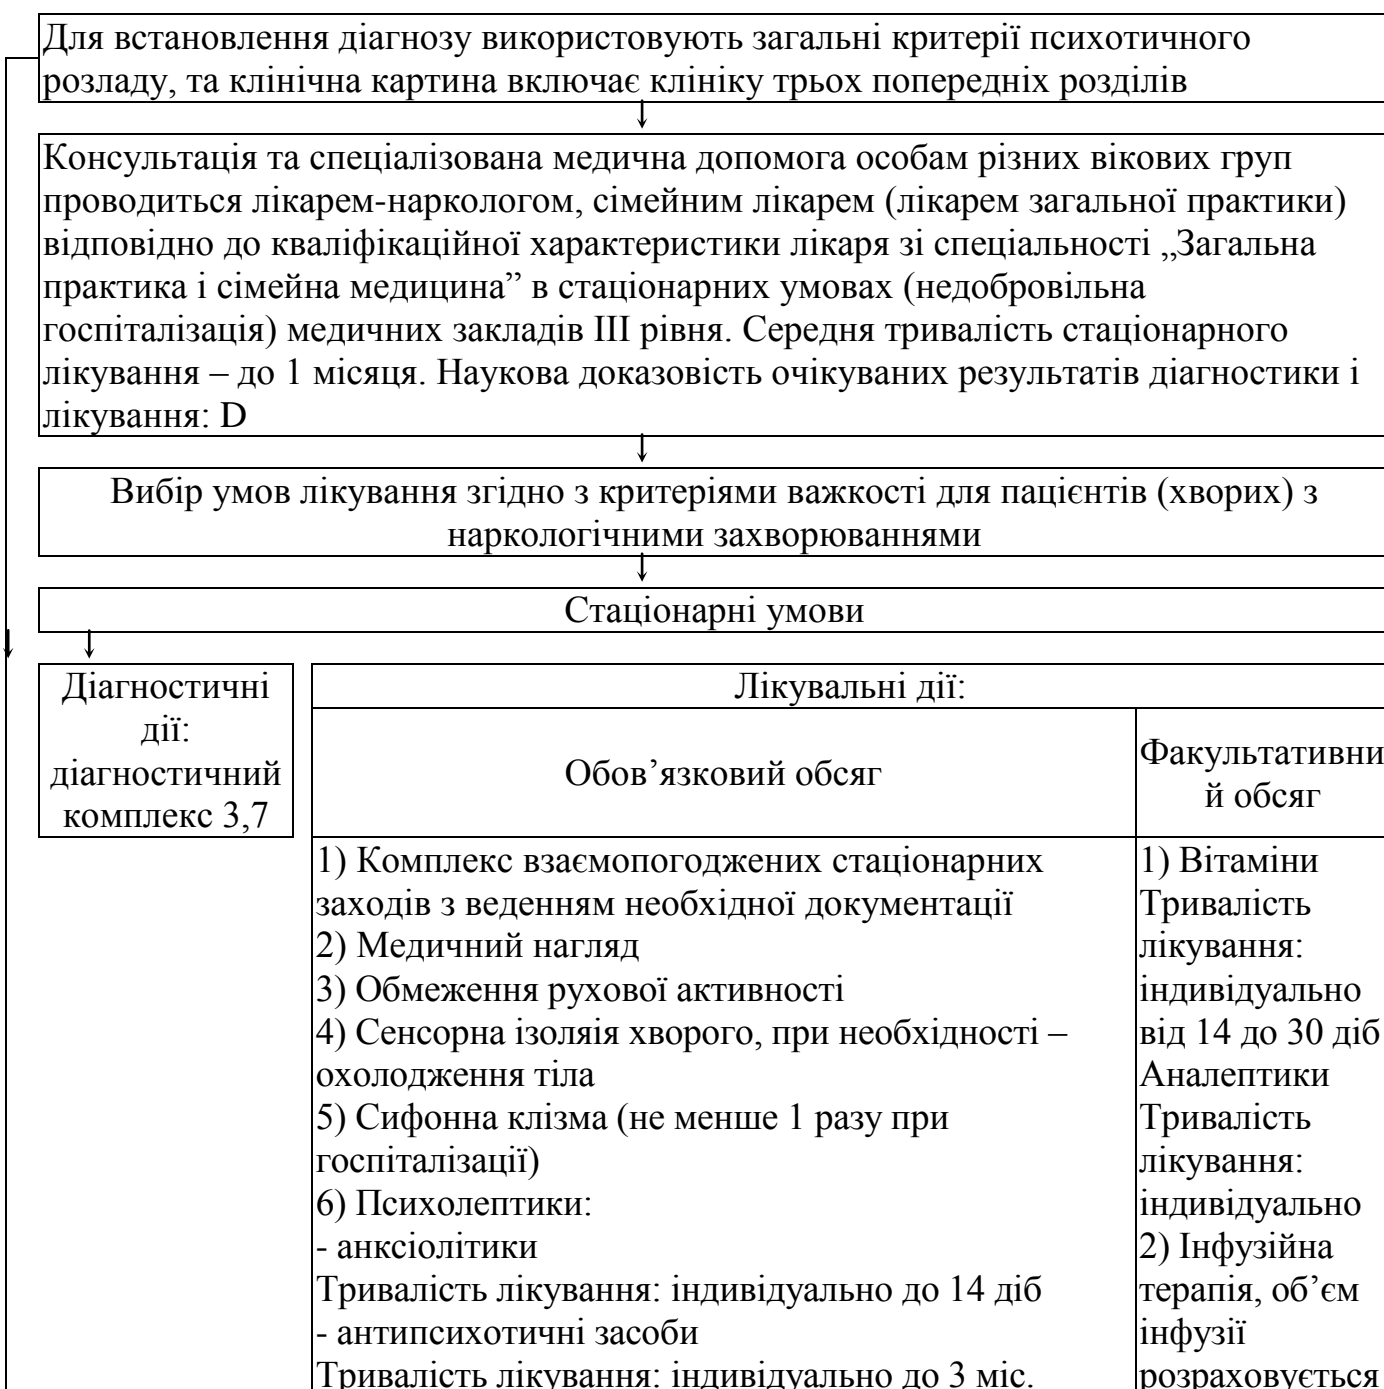 Для встановлення діагнозу використовують загальні критерії психотичного
розладу, та клінічна картина включає клініку трьох попередніх розділів
Консультація та спеціалізована медична допомога особам різних вікових груп
проводиться лікарем-наркологом, сімейним лікарем (лікарем загальної практики)
відповідно до кваліфікаційної характеристики лікаря зі спеціальності „Загальна
практика і сімейна медицина” в стаціонарних умовах (недобровільна
госпіталізація) медичних закладів III рівня. Середня тривалість стаціонарного
лікування – до 1 місяця. Наукова доказовість очікуваних результатів діагностики і
лікування: D
Вибір умов лікування згідно з критеріями важкості для пацієнтів (хворих) з
наркологічними захворюваннями
Стаціонарні умови
Діагностичні
дії:
діагностичний
комплекс 3,7
Лікувальні дії:
Обов’язковий обсяг
Факультативни
й обсяг
1) Комплекс взаємопогоджених стаціонарних
заходів з веденням необхідної документації
2) Медичний нагляд
3) Обмеження рухової активності
4) Сенсорна ізоляія хворого, при необхідності –
охолодження тіла
5) Сифонна клізма (не менше 1 разу при
госпіталізації)
6) Психолептики:
- анксіолітики
Тривалість лікування: індивідуально до 14 діб
- антипсихотичні засоби
Тривалість лікування: індивідуально до 3 міс.
1) Вітаміни
Тривалість
лікування:
індивідуально
від 14 до 30 діб
Аналептики
Тривалість
лікування:
індивідуально
2) Інфузійна
терапія, об’єм
інфузії
розраховується